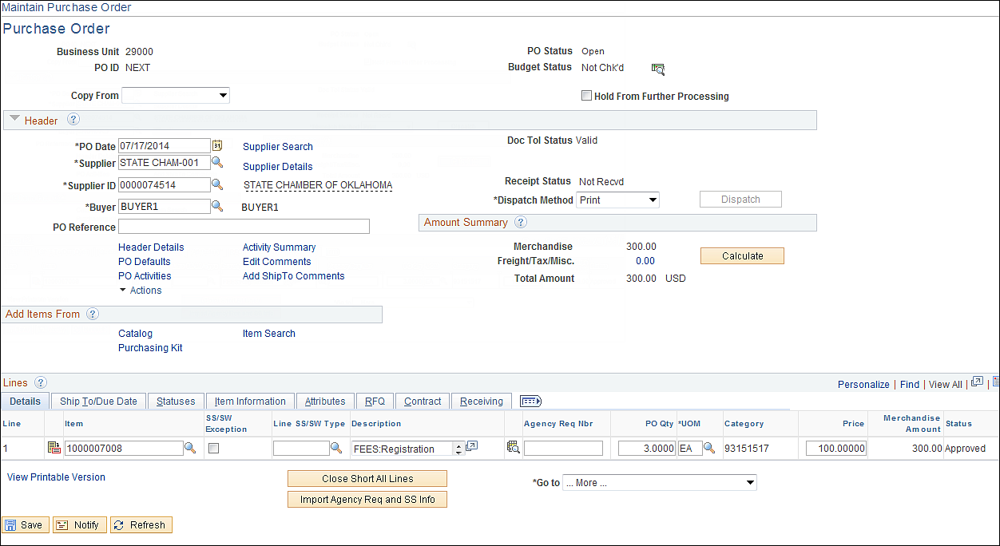 Maintain Purchase Order
Purchase Order
Business Unit 29000
PO Status Open
PO ID NEXT
Budget Status Not Chk'd
Copy From
Hold From Further Processing
Header ?
*PO Date 07/17/2014 31 Supplier Search
Doc Tol Status Valid
*Supplier STATE CHAM-001
Supplier Details
*Supplier ID 0000074514 STATE CHAMBER OF OKLAHOMA
Receipt Status Not Recvd
*Buyer BUYER1 BUYER1
*Dispatch Method Print Dispatch
PO Reference
Amount Summary ?
Header Details Activity Summary
Merchandise 300.00
PO Defaults Edit Comments
Freight/Tax/Misc. 0.00 Calculate
PO Activities Add ShipTo Comments
Total Amount 300.00 USD
Actions
Add Items From ?
Catalog Item Search
Purchasing Kit
Lines ?
Personalize | Find | View All | |
Details Ship To/Due Date Statuses Item Information Attributes RFQ Contract Receiving
Line Item SS/SW Exception Line SS/SW Type Description Agency Req Nbr PO Qty *UOM Category Price Merchandise Amount Status
1 1000007008 FEES:Registration 3.0000 EA 93151517 100.00000 300.00 Approved
View Printable Version
Close Short All Lines
*Go to ... More ...
Import Agency Req and SS Info
Save Notify Refresh